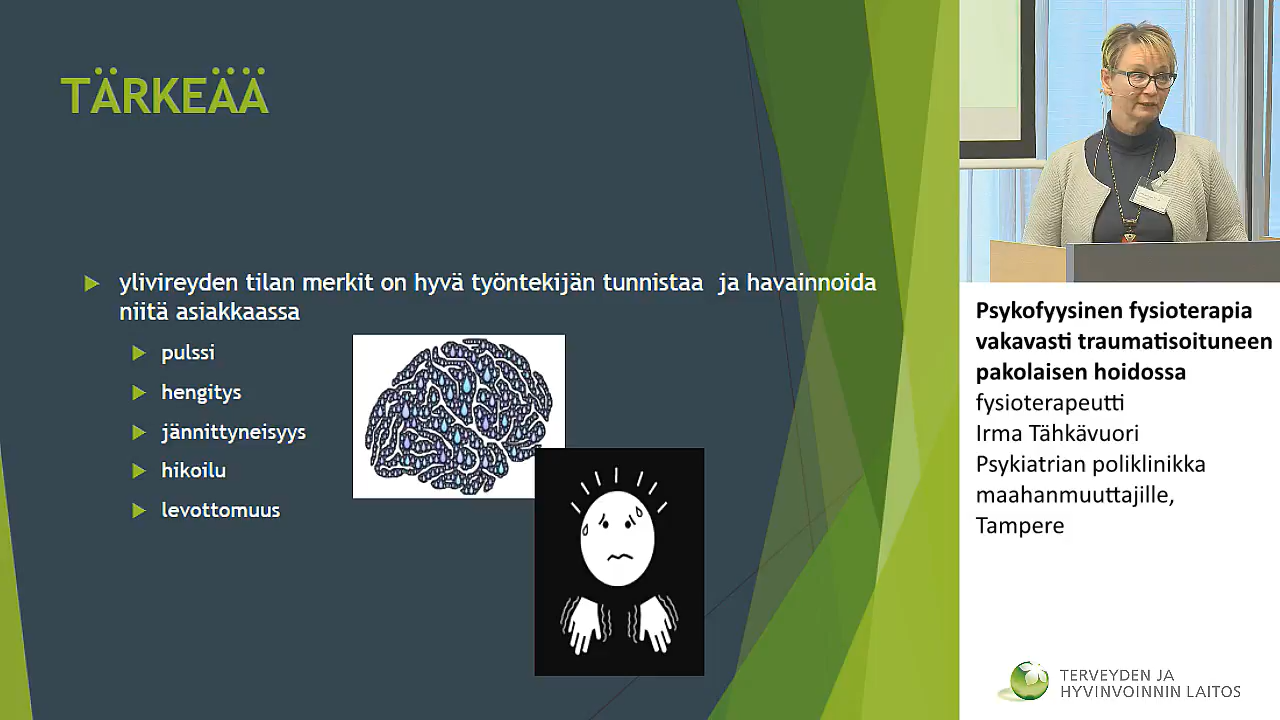 TÄRKEÄÄ
ylivireyden tilan merkit on hyvä työntekijän tunnistaa ja havainnoida
niitä asiakkaassa
pulssi
hengitys
jännittyneisyys
hikoilu
levottomuus
Psykofyysinen fysioterapia
vakavasti traumatisoituneen
pakolaisen hoidossa
fysioterapeutti
Irma Tähkävuori
Psykiatrian poliklinikka
maahanmuuttajille,
Tampere
TERVEYDEN JA
HYVINVOINNIN LAITOS